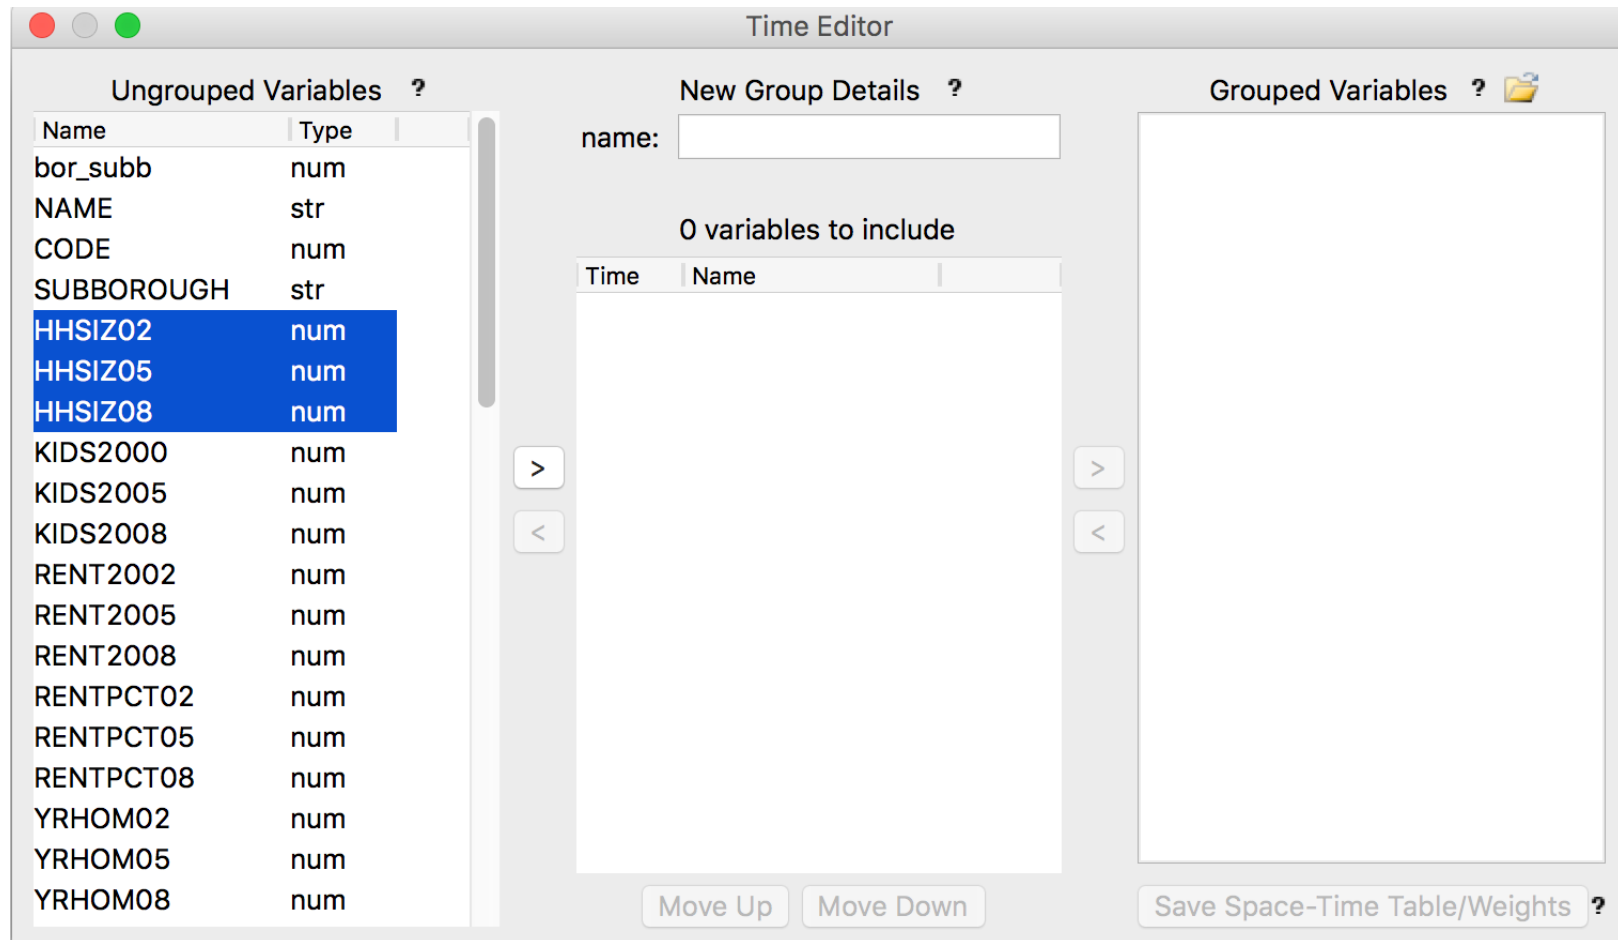 Time Editor
Ungrouped Variables ?
Name Type
bor_subb num
NAME str
CODE num
SUBBOROUGH str
HHSIZ02 num
HHSIZ05 num
HHSIZ08 num
KIDS2000 num
KIDS2005 num
KIDS2008 num
RENT2002 num
RENT2005 num
RENT2008 num
RENTPCT02 num
RENTPCT05 num
RENTPCT08 num
YRHOM02 num
YRHOM05 num
YRHOM08 num
>
<
New Group Details ?
name:
0 variables to include
Time Name
Move Up Move Down
>
<
Grouped Variables ?
Save Space-Time Table/Weights ?